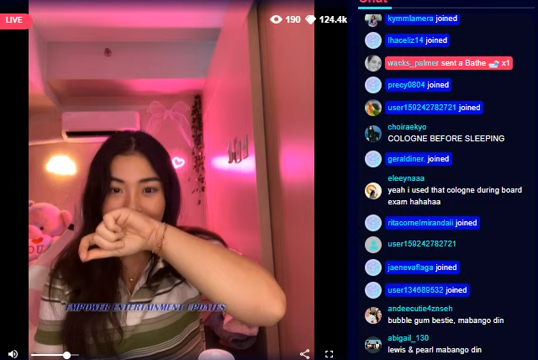 LIVE
190 124.4k
Chat
kymmlamera joined
lhaceliz14 joined
wacks_palmer sent a Bathe x1
precy0804 joined
user159242782721 joined
choiraekyo
COLOGNE BEFORE SLEEPING
geraldiner. joined
eleeynaaa
yeah i used that cologne during board
exam hahahaa
ritacornelmirandaii joined
user159242782721
jaenevaflaga joined
user134689532 joined
andeecutie4znseh
bubble gum bestie, mabango din
abigail_130
lewis & pearl mabango din
EMPOWER ENTERTAINMENT UPDATES